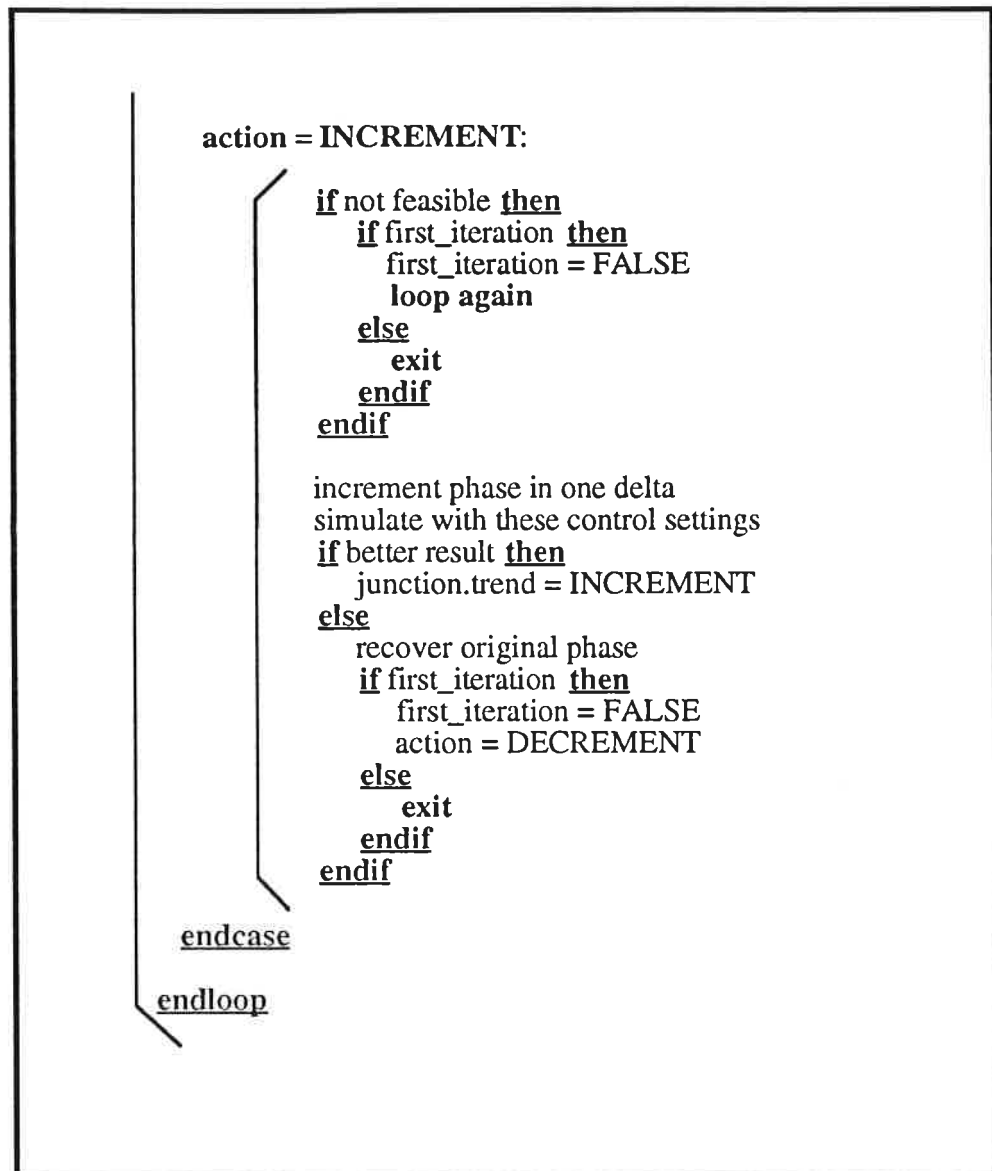 action = INCREMENT:
if not feasible then
if first_iteration then
first_iteration = FALSE
loop again
else
exit
endif
endif
increment phase in one delta
simulate with these control settings
if better result then
junction.trend = INCREMENT
else
recover original phase
if first_iteration then
first_iteration = FALSE
action = DECREMENT
else
exit
endif
endif
endcase
endloop